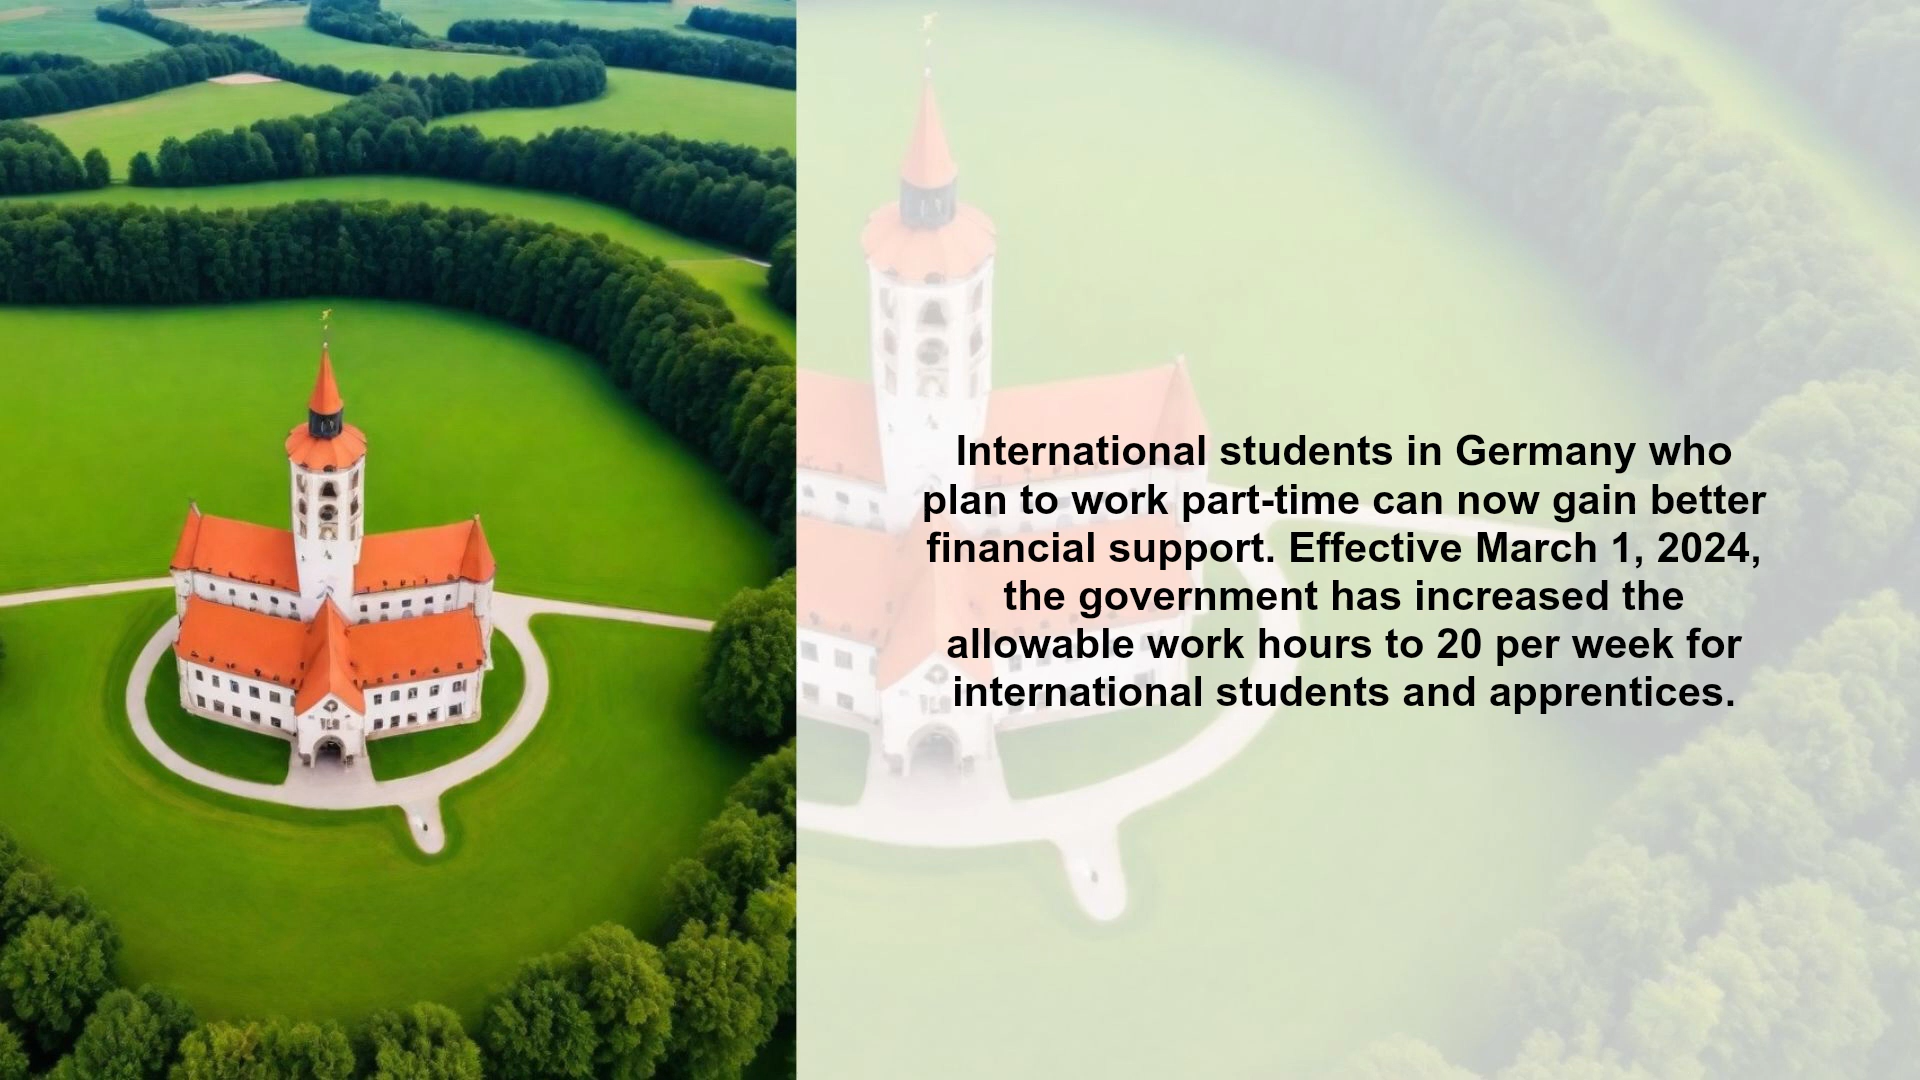 International students in Germany who
plan to work part-time can now gain better
financial support. Effective March 1, 2024,
the government has increased the
allowable work hours to 20 per week for
international students and apprentices.